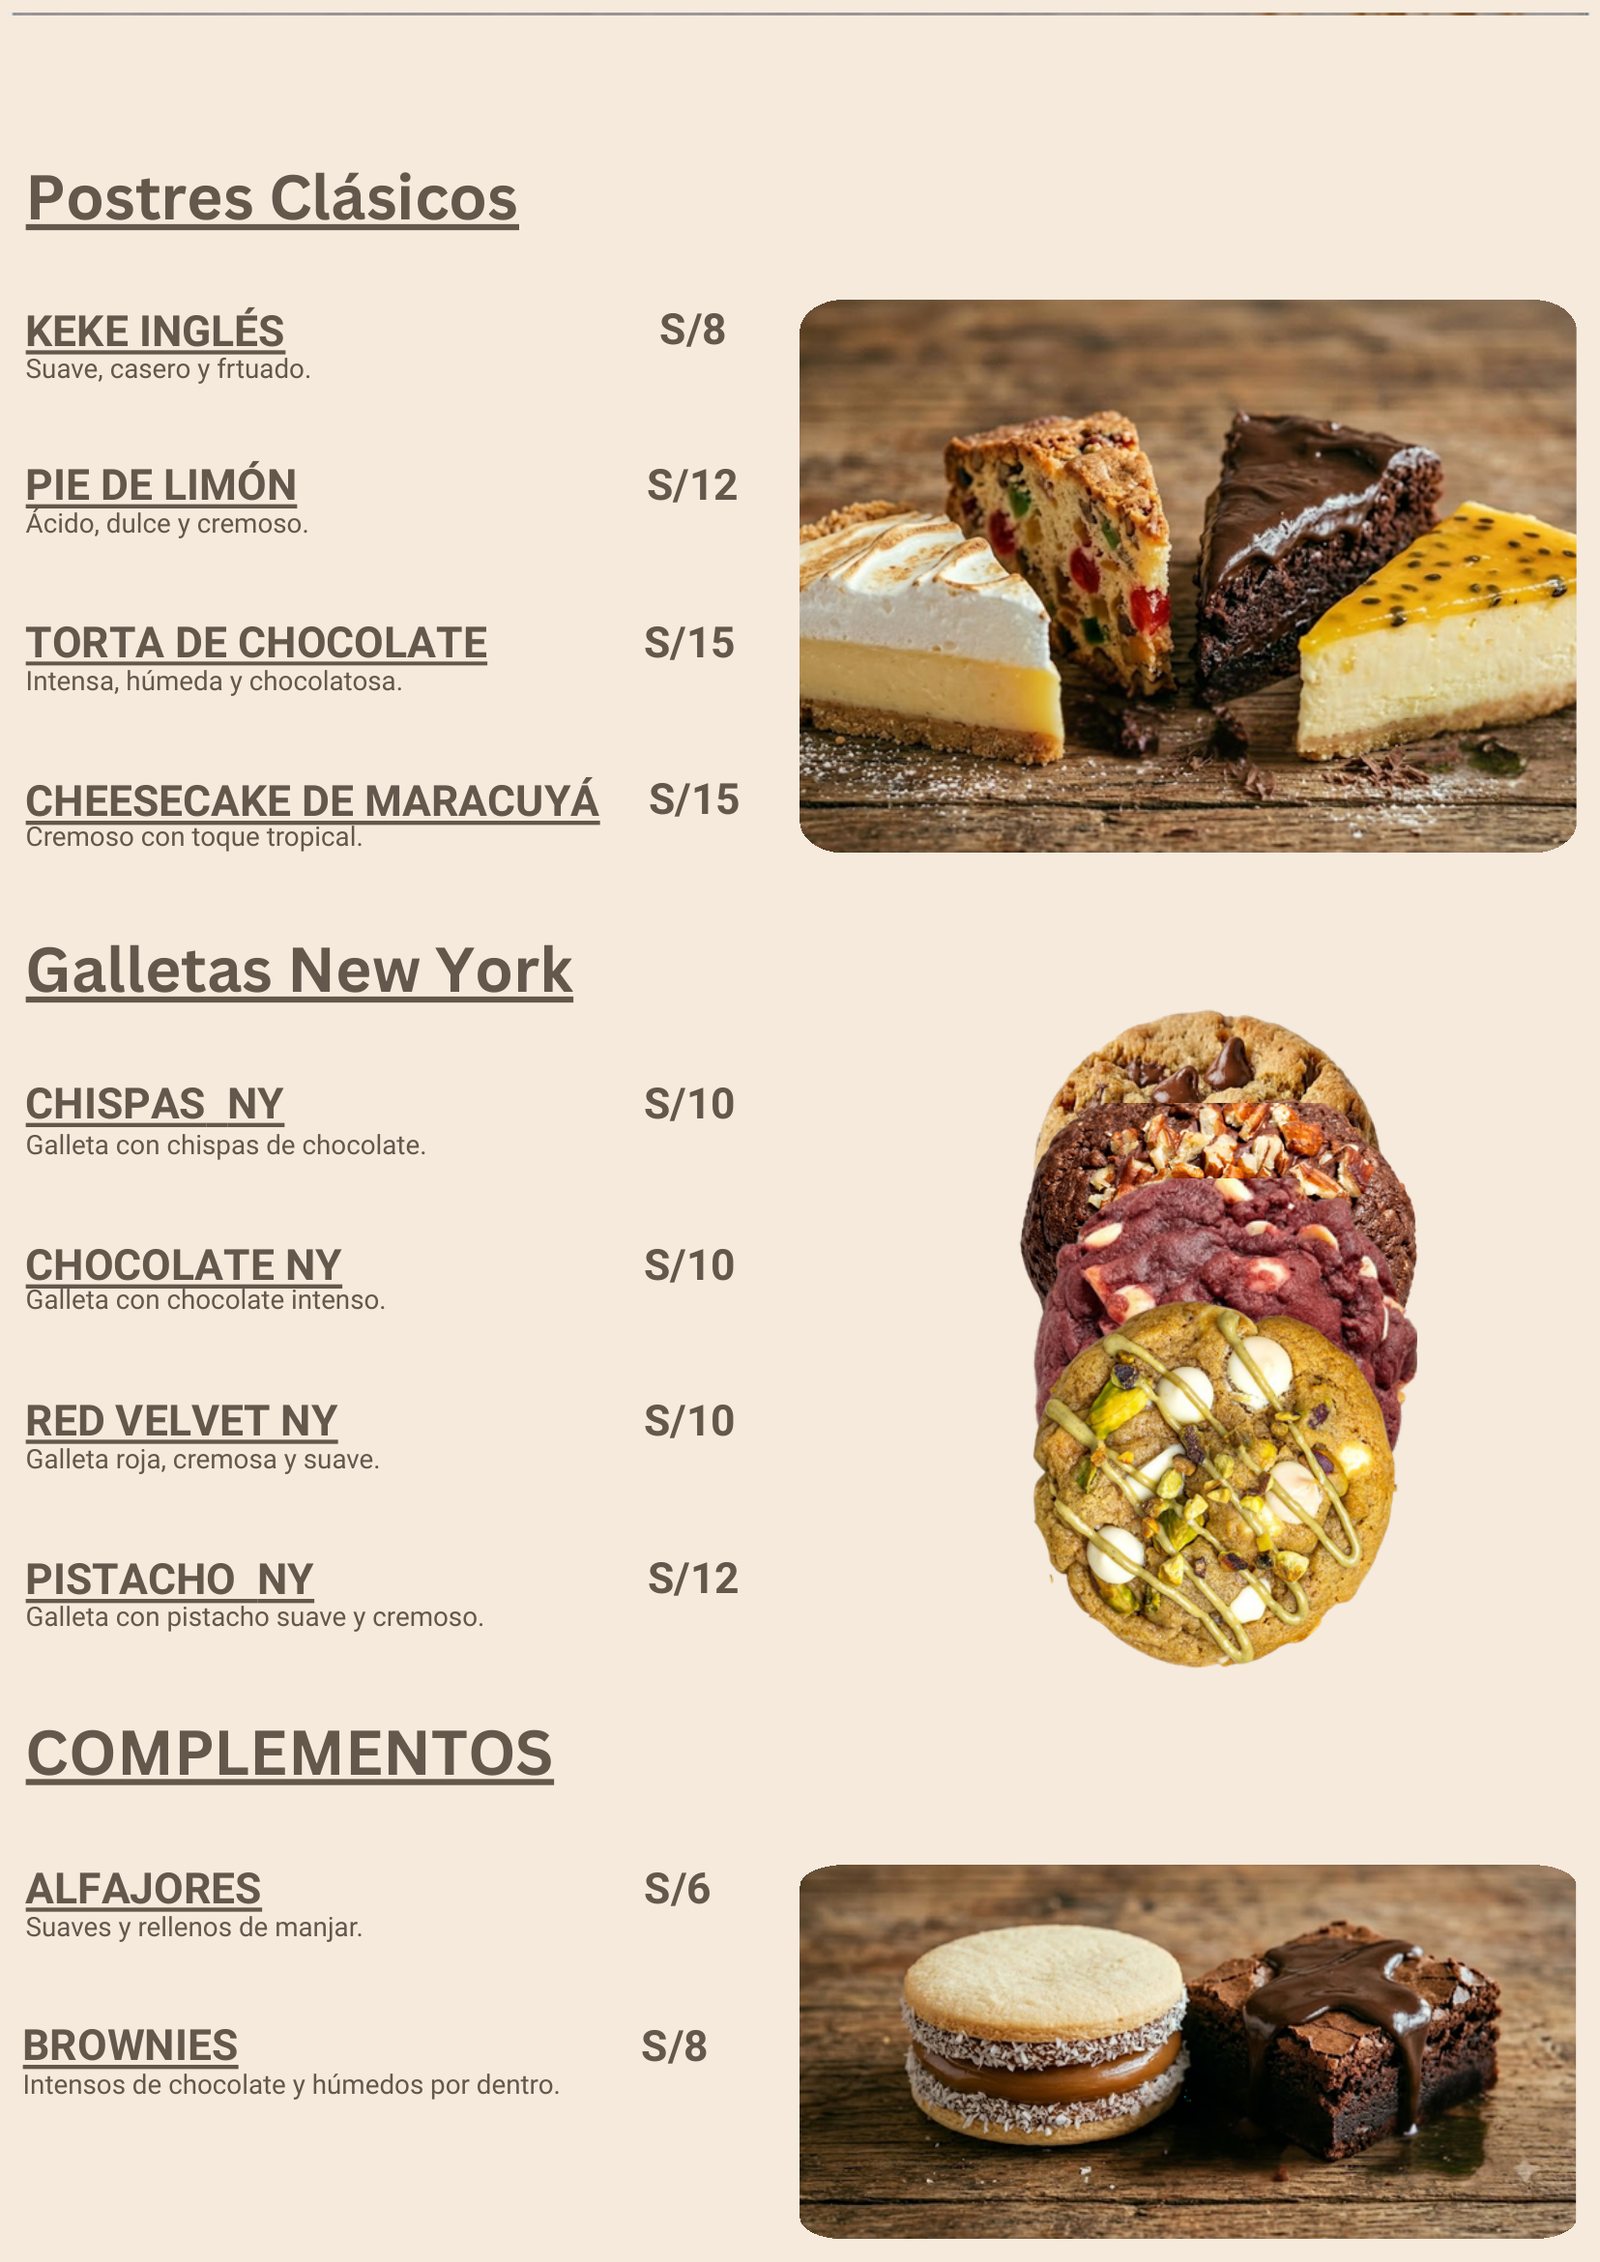 Postres Clásicos
KEKE INGLÉS S/8
Suave, casero y frtuado.
PIE DE LIMÓN S/12
Ácido, dulce y cremoso.
TORTA DE CHOCOLATE S/15
Intensa, húmeda y chocolatosa.
CHEESECAKE DE MARACUYÁ S/15
Cremoso con toque tropical.
Galletas New York
CHISPAS  NY S/10
Galleta con chispas de chocolate.
CHOCOLATE NY S/10
Galleta con chocolate intenso.
RED VELVET NY S/10
Galleta roja, cremosa y suave.
PISTACHO  NY S/12
Galleta con pistacho suave y cremoso.
COMPLEMENTOS
ALFAJORES S/6
Suaves y rellenos de manjar.
BROWNIES S/8
Intensos de chocolate y húmedos por dentro.